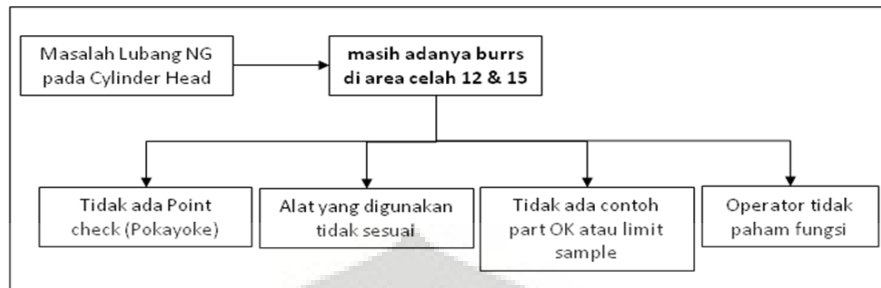 Masalah Lubang NG
pada Cylinder Head
masih adanya burrs
di area celah 12 & 15
Tidak ada Point
check (Pokayoke)
Alat yang digunakan
tidak sesuai
Tidak ada contoh
part OK atau limit
sample
Operator tidak
paham fungsi